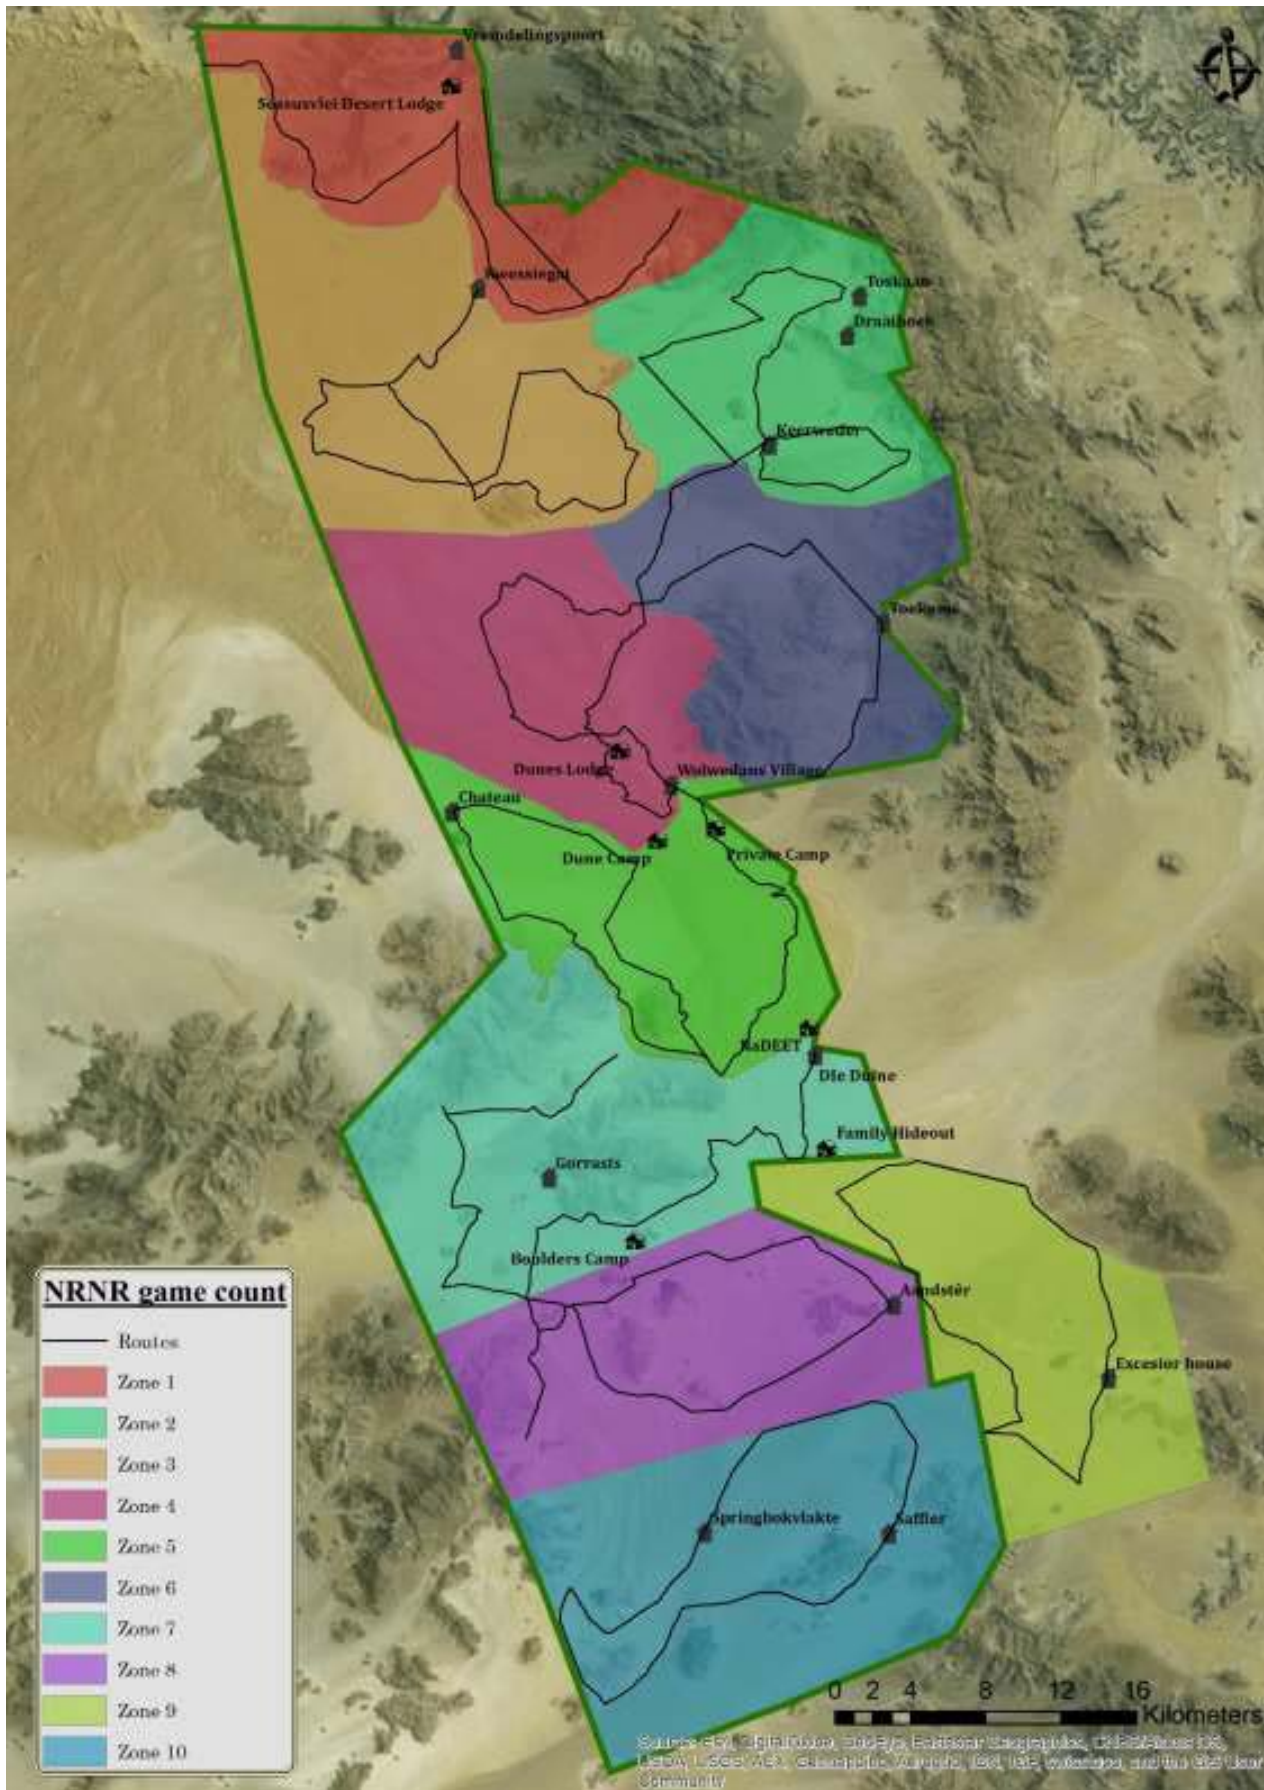 Sossusvlei Desert Lodge
Toskaan
Draaihoek
Keerweder
Dunes Lodge
Wolwedans Village
Chateau
Dune Camp
Private Camp
NaDEET
Die Duine
Family Hideout
Gorrasis
Boulders Camp
Aandstêr
Excesior house
Springbokvlakte
Saffier
NRNR game count
Routes
Zone 1
Zone 2
Zone 3
Zone 4
Zone 5
Zone 6
Zone 7
Zone 8
Zone 9
Zone 10
0 2 4 8 12 16
Kilometers
Community